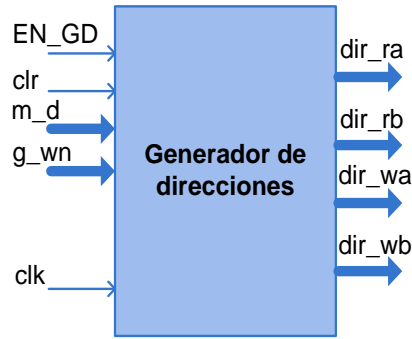 EN_GD
clr
m_d
g_wn
clk
Generador de
direcciones
dir_ra
dir_rb
dir_wa
dir_wb